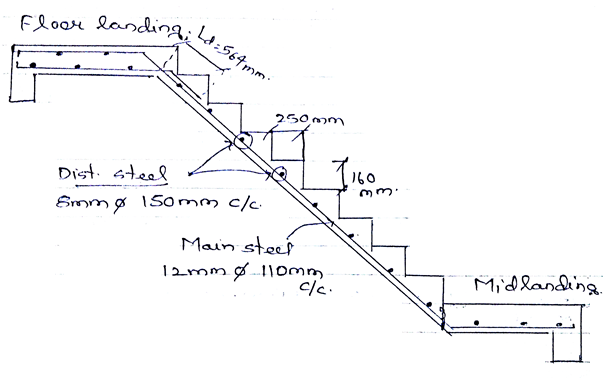 Floor landing. Ld=564mm.
250mm
160
mm.
Dist. steel
8mm ϕ 150mm c/c.
Main steel
12mm ϕ 110mm
c/c.
Midlanding.